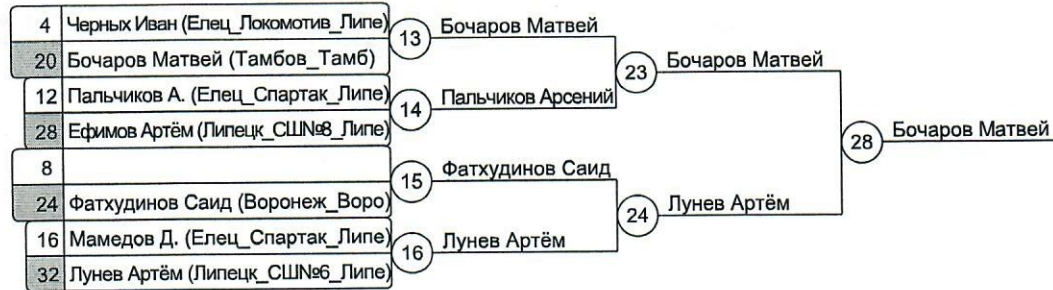 4 Черных Иван (Елец_Локомотив_Липе)
20 Бочаров Матвей (Тамбов_Тамб)
13 Бочаров Матвей
12 Пальчиков А. (Елец_Спартак_Липе)
28 Ефимов Артём (Липецк_СШ№8_Липе)
14 Пальчиков Арсений
23 Бочаров Матвей
8
24 Фатхудинов Саид (Воронеж_Воро)
15 Фатхудинов Саид
16 Мамедов Д. (Елец_Спартак_Липе)
32 Лунев Артём (Липецк_СШ№6_Липе)
16 Лунев Артём
24 Лунев Артём
28 Бочаров Матвей